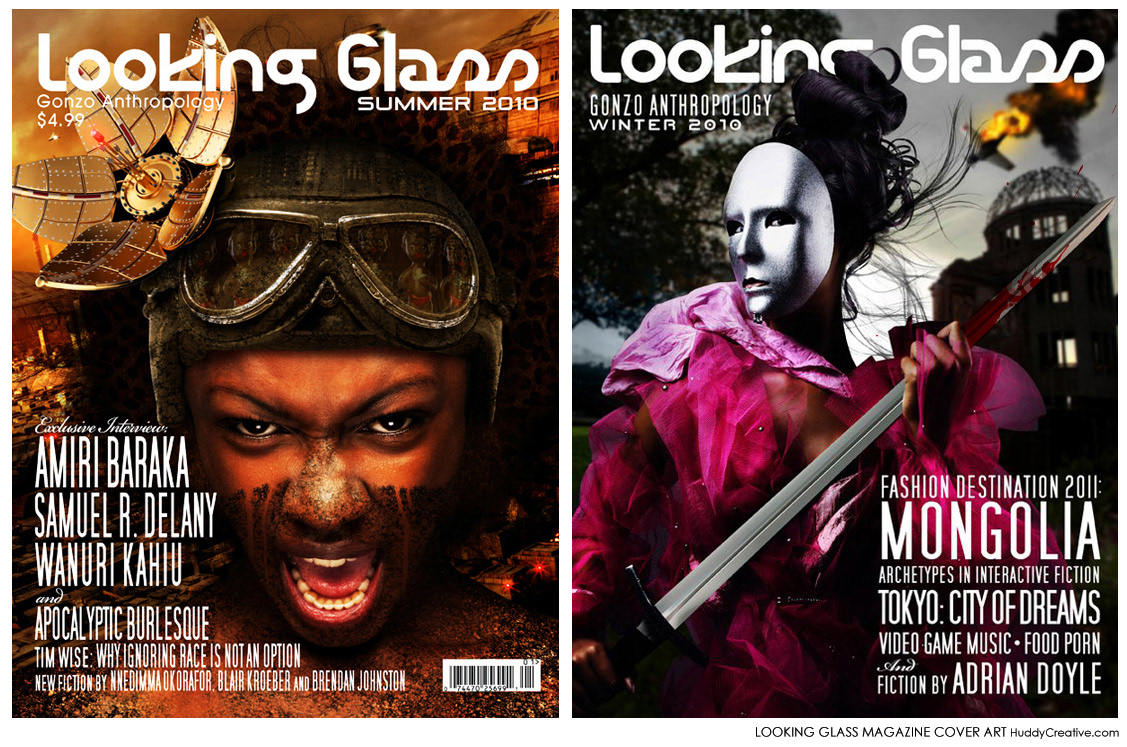 Looking Glass
Gonzo Anthropology
SUMMER 2010
$4.99
Exclusive Interview:
AMIRI BARAKA
SAMUEL R. DELANY
WANURI KAHIU
and
APOCALYPTIC BURLESQUE
TIM WISE: WHY IGNORING RACE IS NOT AN OPTION
NEW FICTION BY NNEDIMMA OKORAFOR, BLAIR KROEBER AND BRENDAN JOHNSTON
01>
Looking Glass
GONZO ANTHROPOLOGY
WINTER 2010
FASHION DESTINATION 2011:
MONGOLIA
ARCHETYPES IN INTERACTIVE FICTION
TOKYO: CITY OF DREAMS
VIDEO GAME MUSIC • FOOD PORN
And
FICTION BY ADRIAN DOYLE
LOOKING GLASS MAGAZINE COVER ART HuddyCreative.com